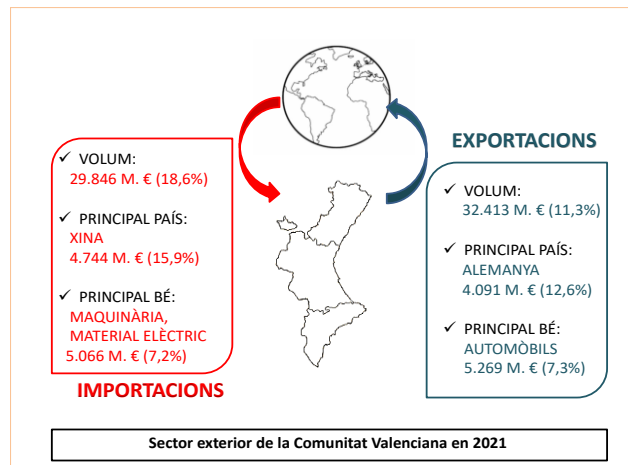 ✓ VOLUM:
29.846 M. € (18,6%)
✓ PRINCIPAL PAÍS:
XINA
4.744 M. € (15,9%)
✓ PRINCIPAL BÉ:
MAQUINÀRIA,
MATERIAL ELÈCTRIC
5.066 M. € (7,2%)
IMPORTACIONS
EXPORTACIONS
✓ VOLUM:
32.413 M. € (11,3%)
✓ PRINCIPAL PAÍS:
ALEMANYA
4.091 M. € (12,6%)
✓ PRINCIPAL BÉ:
AUTOMÒBILS
5.269 M. € (7,3%)
Sector exterior de la Comunitat Valenciana en 2021